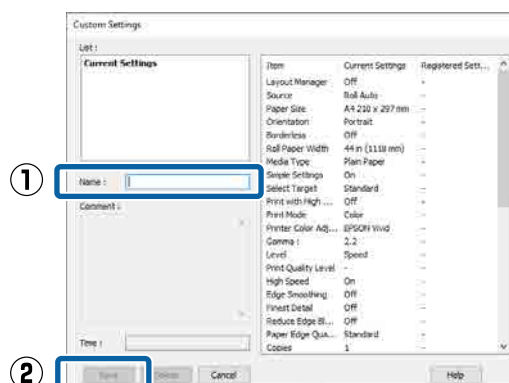 Custom Settings
List :
Current Settings
Item Current Settings Registered Sett...
Layout Manager Off -
Source Roll Auto -
Paper Size A4 210 x 297 mm -
Orientation Portrait -
Borderless Off -
Roll Paper Width 44 in (1118 mm) -
Media Type Plain Paper -
Simple Settings On -
Select Target Standard -
Print with High ... Off -
Print Mode Color -
Printer Color Adj... EPSON Vivid -
Gamma : 2.2 -
Level Speed -
Print Quality Level - -
High Speed On -
Edge Smoothing Off -
Finest Detail Off -
Reduce Edge Bl... Off -
Paper Edge Qua... Standard -
Copies 1 -
① Name :
Comment :
Time :
② Save Delete Cancel Help